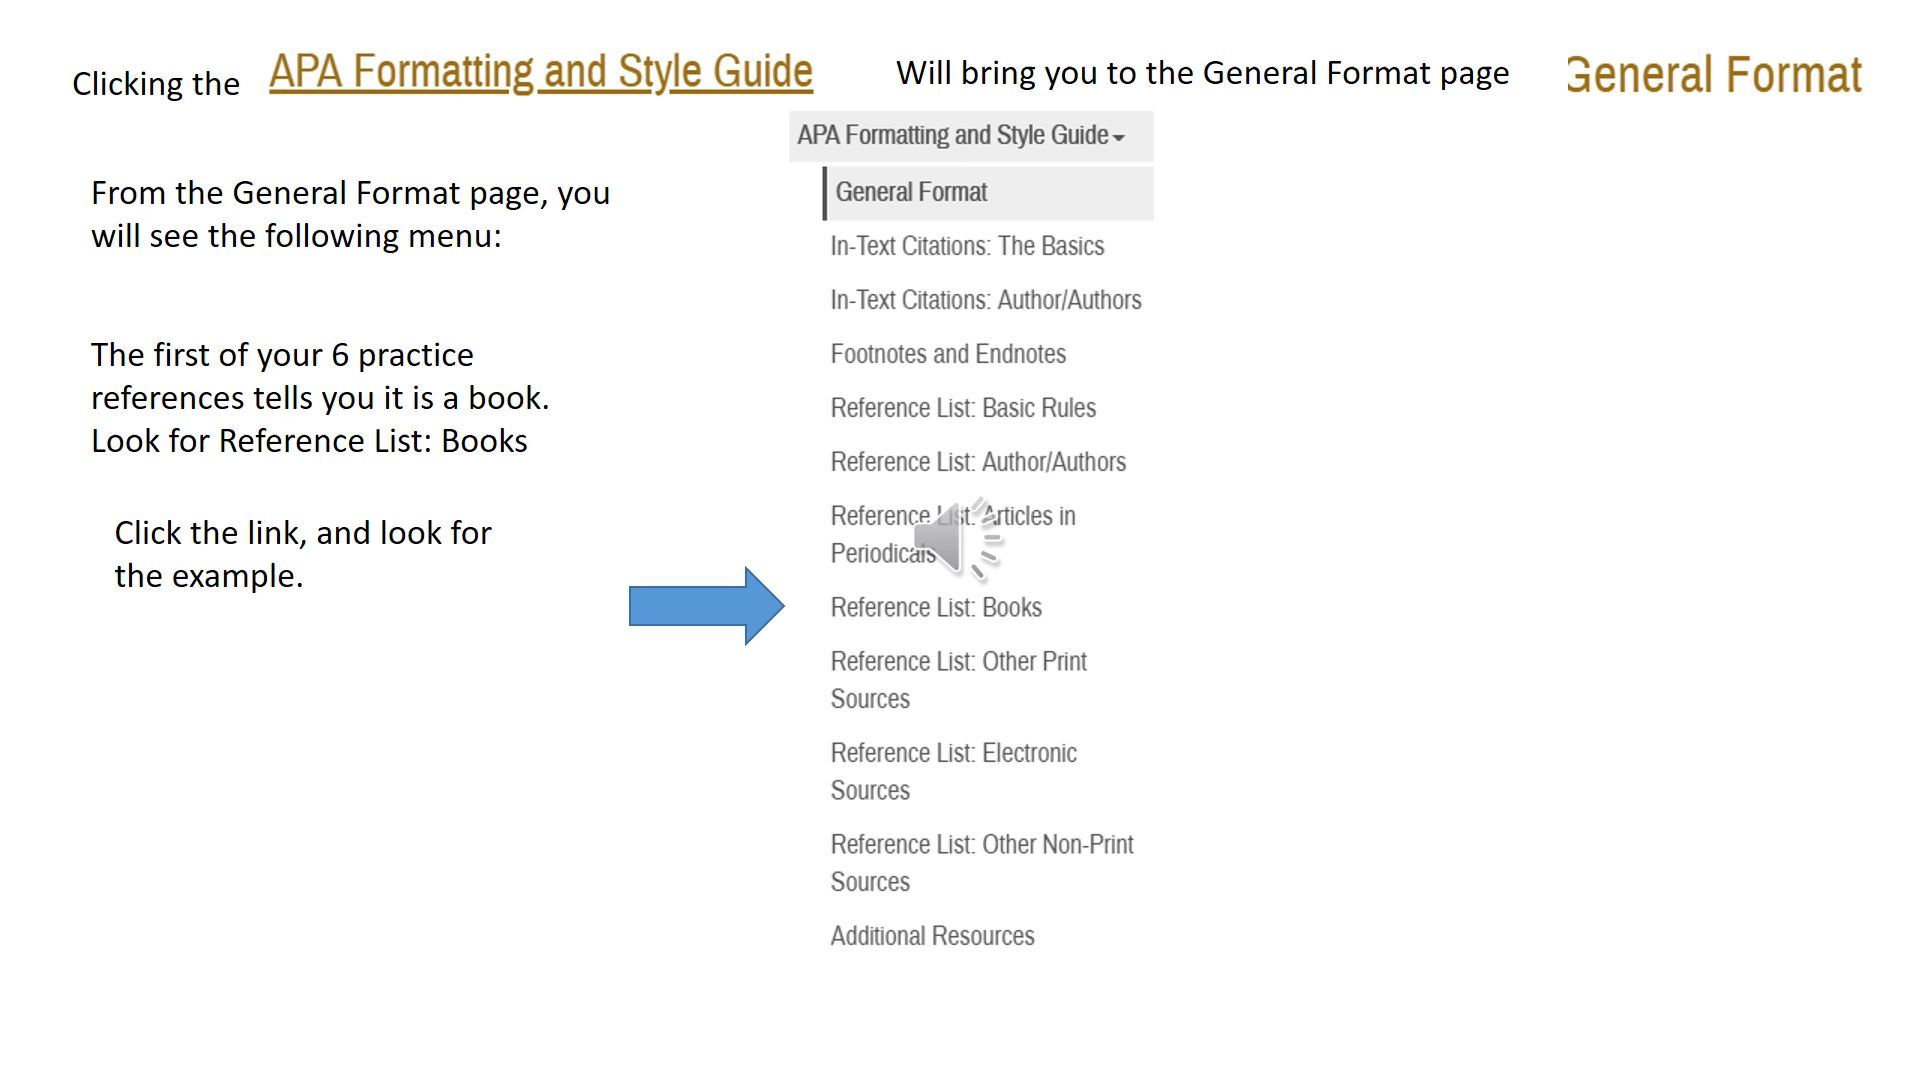 Clicking the APA Formatting and Style Guide Will bring you to the General Format page General Format
From the General Format page, you
will see the following menu:
The first of your 6 practice
references tells you it is a book.
Look for Reference List: Books
Click the link, and look for
the example.
APA Formatting and Style Guide
General Format
In-Text Citations: The Basics
In-Text Citations: Author/Authors
Footnotes and Endnotes
Reference List: Basic Rules
Reference List: Author/Authors
Reference List: Articles in
Periodicals
Reference List: Books
Reference List: Other Print
Sources
Reference List: Electronic
Sources
Reference List: Other Non-Print
Sources
Additional Resources